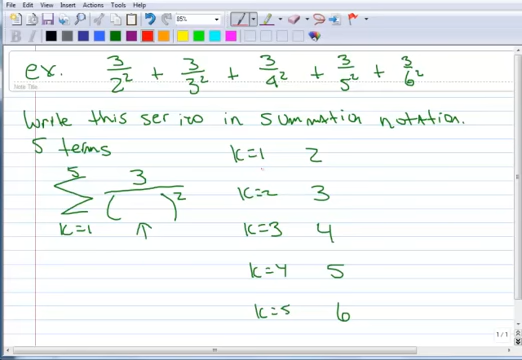 File Edit View Insert Actions Tools Help
85%
ex. 3/2² + 3/3² + 3/4² + 3/5² + 3/6²
Note Title
Write this series in summation notation.
5 terms
k=1 2
5
Σ 3/( )²
k=1 ↑
k=2 3
k=3 4
k=4 5
k=5 6
1/1